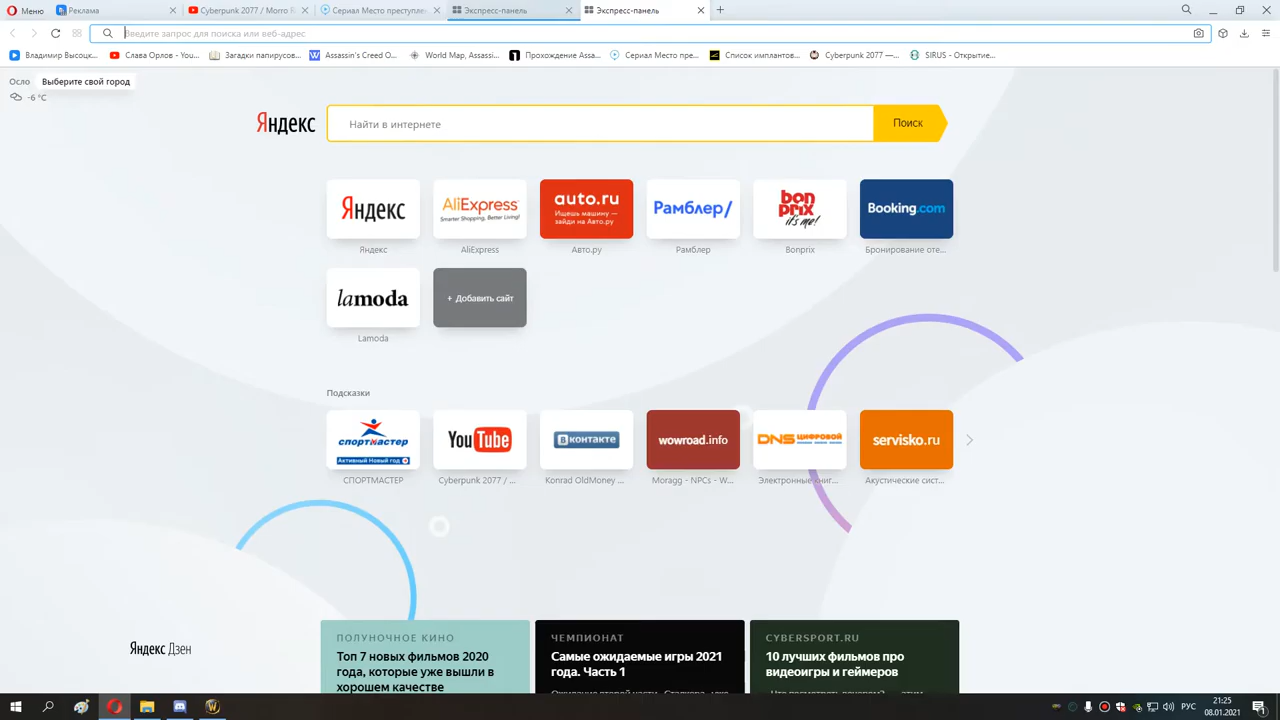 Меню
Реклама
Cyberpunk 2077 / Morro R
Сериал Место преступлен
Экспресс-панель
Экспресс-панель
Введите запрос для поиска или веб-адрес
Владимир Высоцк...
Слава Орлов - You...
Загадки папирусов...
Assassin's Creed O...
World Map, Assassi...
Прохождение Assa...
Сериал Место пре...
Список имплантов...
Cyberpunk 2077 —...
SIRUS - Открытие...
Осло
Выберите свой город
-6 °C
Яндекс
Найти в интернете
Поиск
Яндекс
AliExpress
Smarter Shopping, Better Living!
auto.ru
Ищешь машину —
зайди на Авто.ру
Рамблер/
bon
prix
it's me!
Booking.com
Яндекс
AliExpress
Авто.ру
Рамблер
Bonprix
Бронирование оте...
lamoda
+ Добавить сайт
Lamoda
Подсказки
СПОРТМАСТЕР
Активный Новый год
YouTube
В контакте
wowroad.info
DNS ЦИФРОВОЙ
servisko.ru
СПОРТМАСТЕР
Cyberpunk 2077 / ...
Konrad OldMoney ...
Moragg - NPCs - W...
Электронные книг...
Акустические сист...
Яндекс Дзен
ПОЛУНОЧНОЕ КИНО
Топ 7 новых фильмов 2020
года, которые уже вышли в
хорошем качестве
ЧЕМПИОНАТ
Самые ожидаемые игры 2021
года. Часть 1
CYBERSPORT.RU
10 лучших фильмов про
видеоигры и геймеров
РУС
21:25
08.01.2021